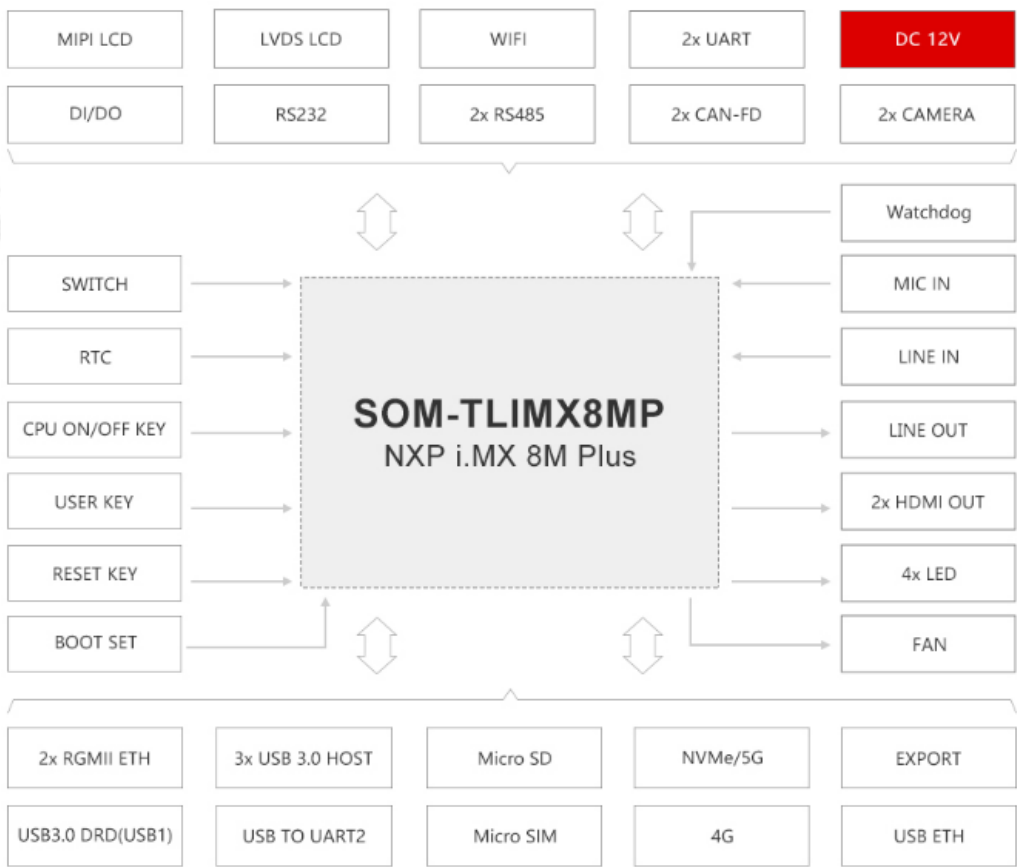 MIPI LCD
LVDS LCD
WIFI
2x UART
DC 12V
DI/DO
RS232
2x RS485
2x CAN-FD
2x CAMERA
Watchdog
SWITCH
MIC IN
RTC
LINE IN
SOM-TLIMX8MP
NXP i.MX 8M Plus
CPU ON/OFF KEY
LINE OUT
USER KEY
2x HDMI OUT
RESET KEY
4x LED
BOOT SET
FAN
2x RGMII ETH
3x USB 3.0 HOST
Micro SD
NVMe/5G
EXPORT
USB3.0 DRD(USB1)
USB TO UART2
Micro SIM
4G
USB ETH